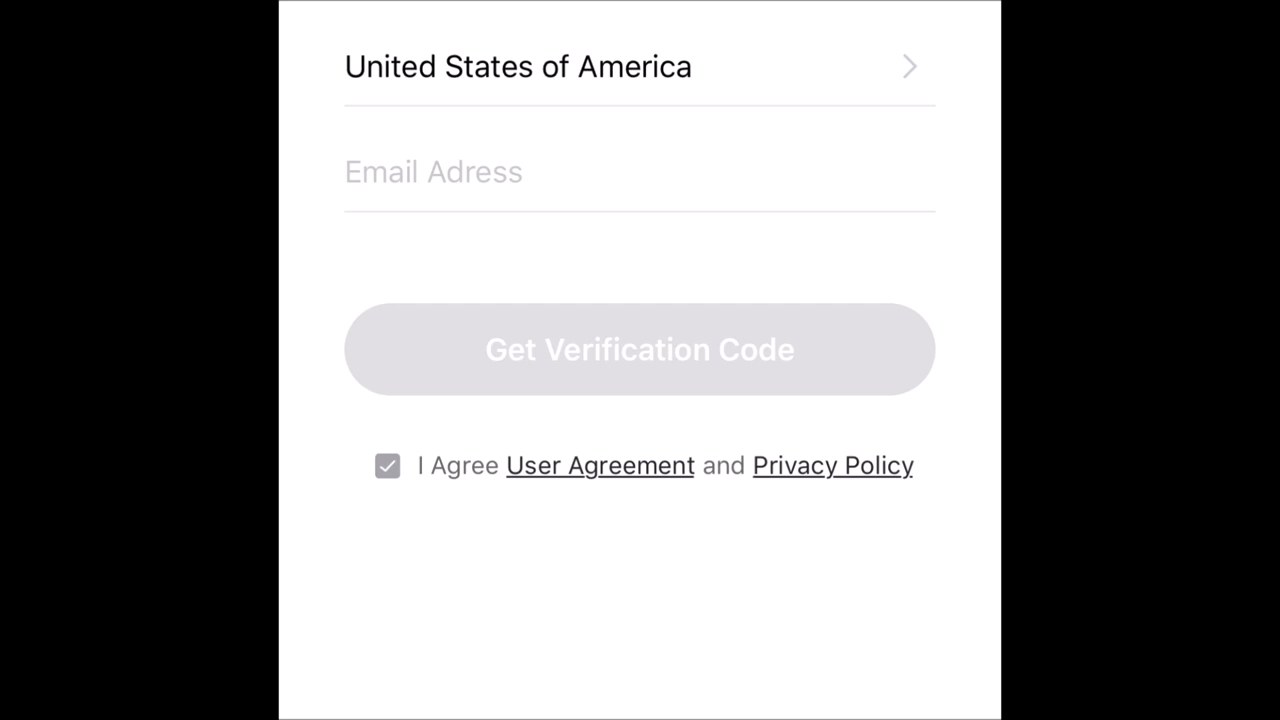 United States of America
Email Adress
Get Verification Code
I Agree User Agreement and Privacy Policy